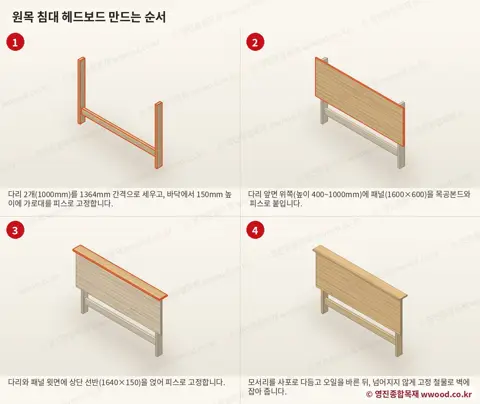 원목 침대 헤드보드 만드는 순서
1
다리 2개(1000mm)를 1364mm 간격으로 세우고, 바닥에서 150mm 높
이에 가로대를 피스로 고정합니다.
2
다리 앞면 위쪽(높이 400~1000mm)에 패널(1600×600)을 목공본드와
피스로 붙입니다.
3
다리와 패널 윗면에 상단 선반(1640×150)을 얹어 피스로 고정합니다.
4
모서리를 사포로 다듬고 오일을 바른 뒤, 넘어지지 않게 고정 철물로 벽에
잡아 줍니다.
© 영진종합목재 wwood.co.kr